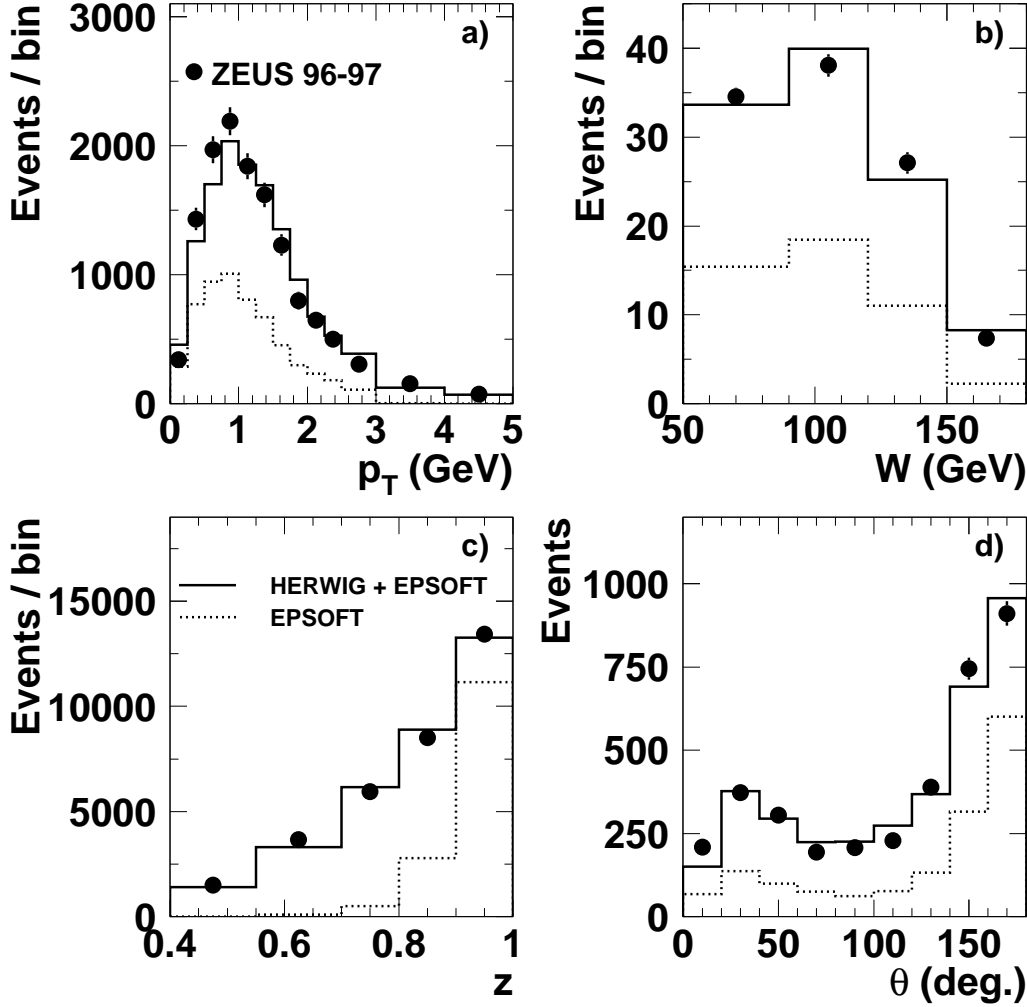 Events / bin
3000
2000
1000
0
a)
ZEUS 96-97
0 1 2 3 4 5
p_T (GeV)
Events / bin
40
30
20
10
0
b)
50 100 150
W (GeV)
Events / bin
15000
10000
5000
0
c)
HERWIG + EPSOFT
EPSOFT
0.4 0.6 0.8 1
z
Events
1000
750
500
250
0
d)
0 50 100 150
θ (deg.)